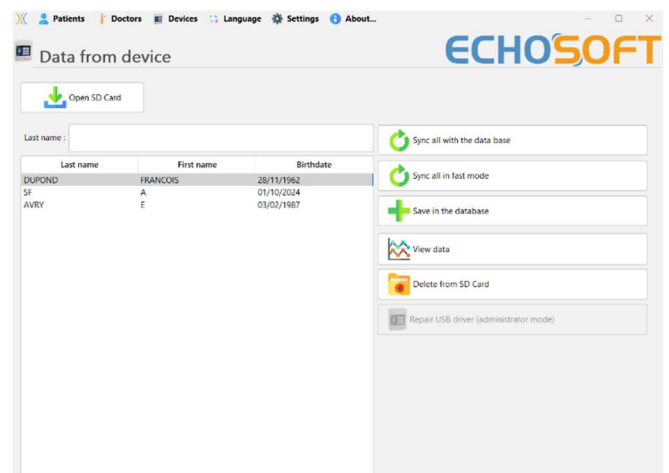 Patients Doctors Devices Language Settings About...
Data from device
ECHOSOFT
Open SD Card
Last name :
Last name First name Birthdate
DUPOND FRANCOIS 28/11/1962
SF A 01/10/2024
AVRY E 03/02/1987
Sync all with the data base
Sync all in fast mode
Save in the database
View data
Delete from SD Card
Repair USB driver (administrator mode)